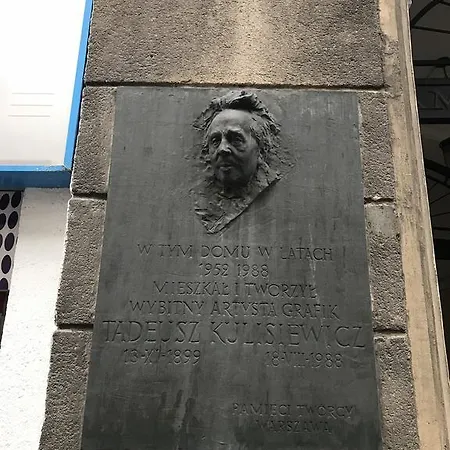 W TYM DOMU W LATACH
1952 1988
MIESZKAŁ I TWORZYŁ
WYBITNY ARTYSTA GRAFIK
TADEUSZ KULISIEWICZ
13·XI·1899 18·VIII·1988
PAMIĘCI TWÓRCY
WARSZAWA